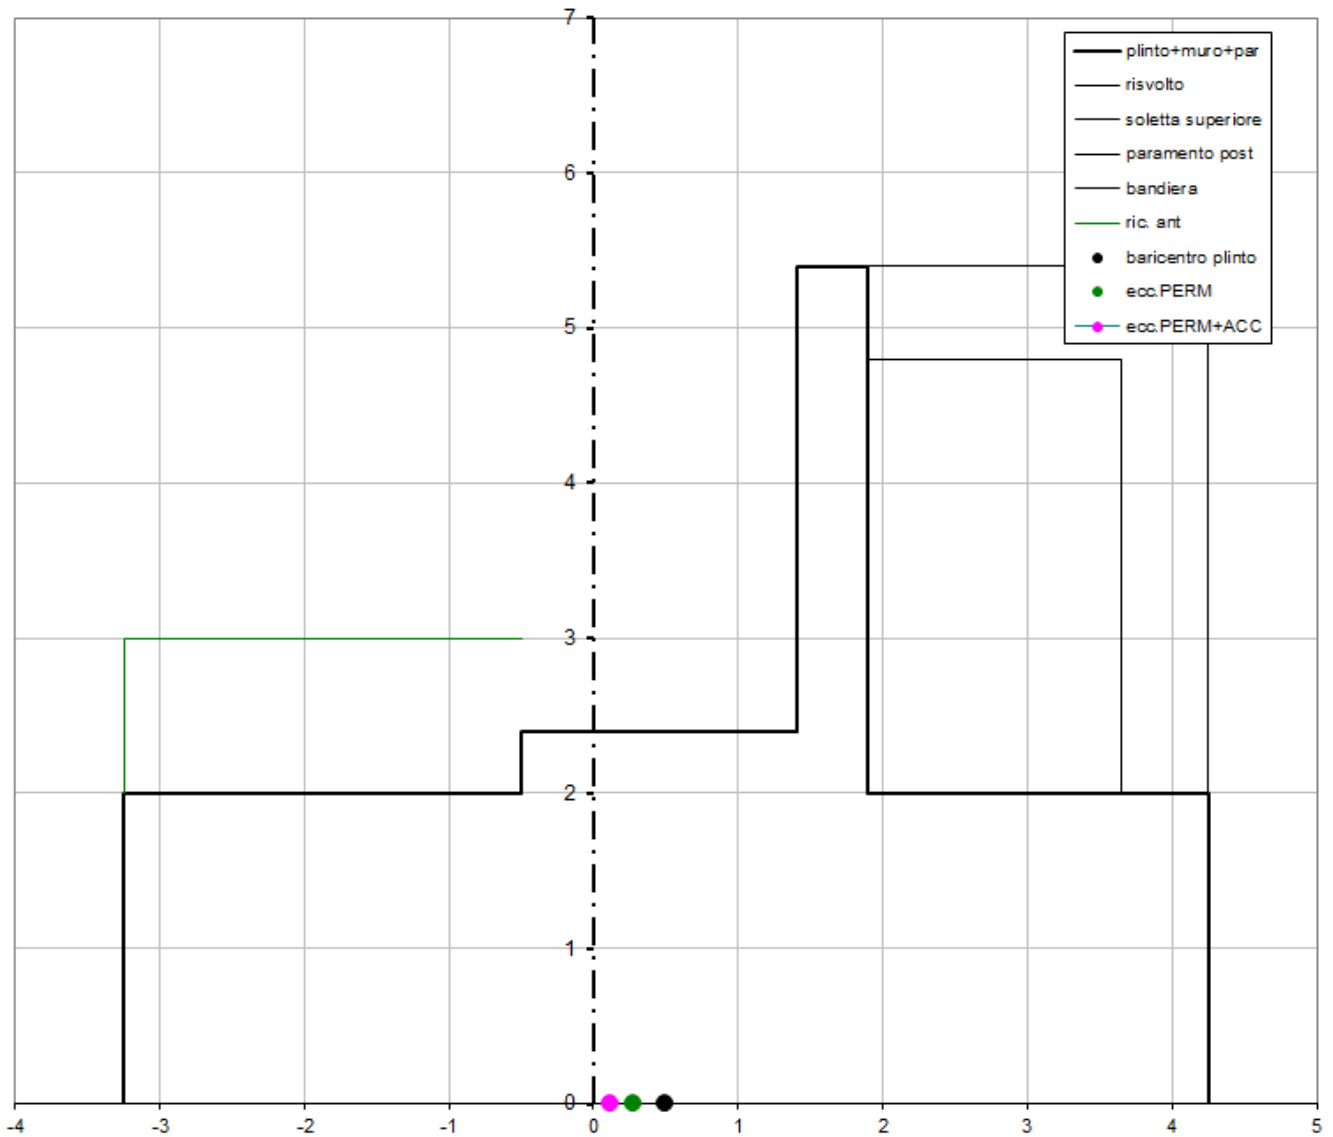 7
6
5
4
3
2
1
0
-4 -3 -2 -1 0 1 2 3 4 5
plinto+muro+par
risvolto
soletta superiore
paramento post
bandiera
ric. ant
baricentro plinto
ecc.PERM
ecc.PERM+ACC